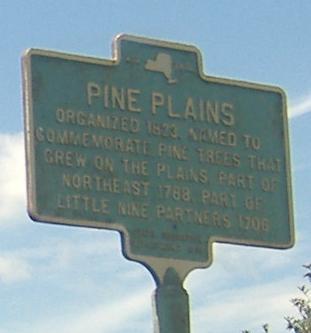 PINE PLAINS
ORGANIZED 1823, NAMED TO
COMMEMORATE PINE TREES THAT
GREW ON THE PLAINS. PART OF
NORTHEAST 1788, PART OF
LITTLE NINE PARTNERS 1706